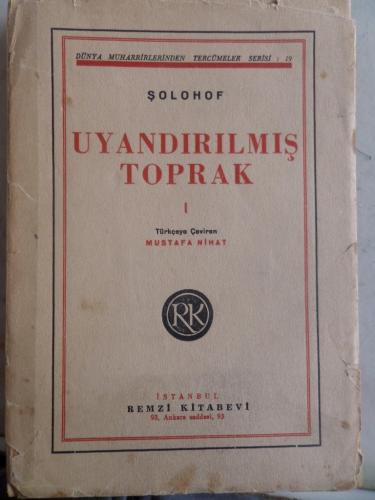 DÜNYA MUHARRİRLERİNDEN TERCÜMELER SERİSİ : 19
ŞOLOHOF
UYANDIRILMIŞ
TOPRAK
I
Türkçeye Çeviren
MUSTAFA NİHAT
RK
İSTANBUL
REMZİ KİTABEVİ
93, Ankara caddesi, 93